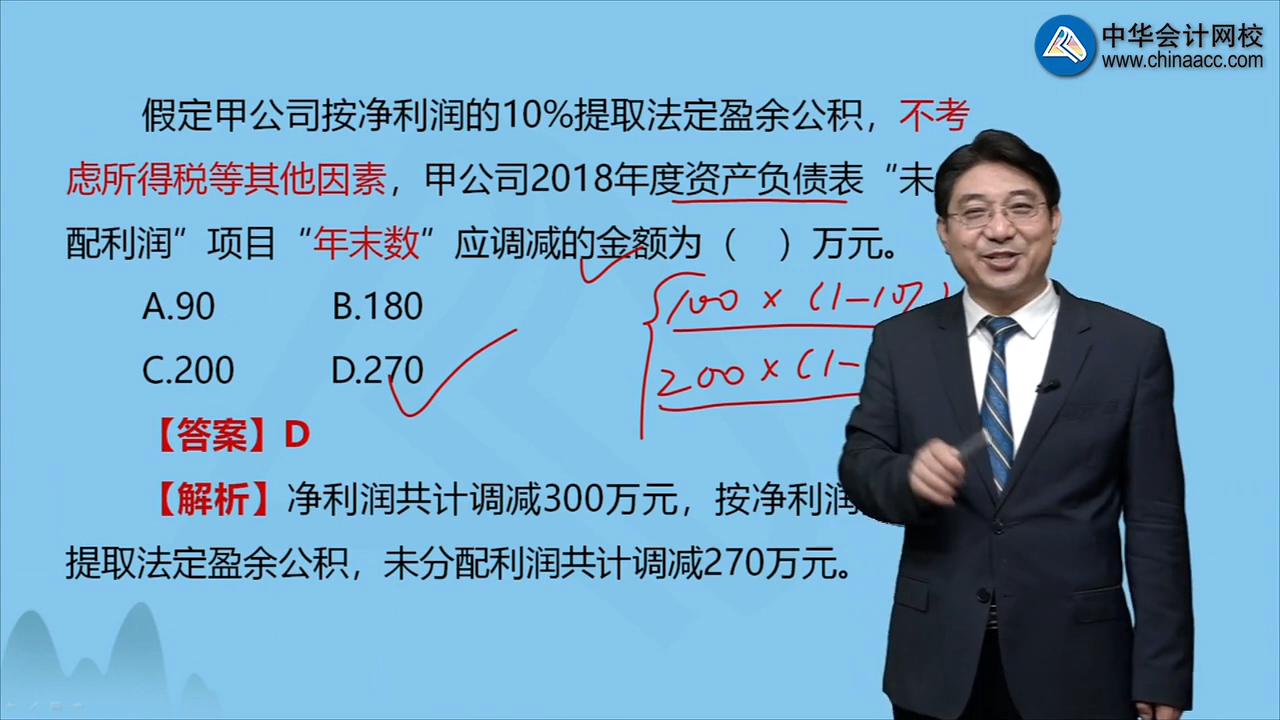 中华会计网校
www.chinaacc.com
假定甲公司按净利润的10%提取法定盈余公积，不考
虑所得税等其他因素，甲公司2018年度资产负债表“未
配利润”项目“年末数”应调减的金额为（ ）万元。
100×(1-10%)
A.90 B.180
200×(1-
C.200 D.270
【答案】D
【解析】净利润共计调减300万元，按净利润
提取法定盈余公积，未分配利润共计调减270万元。